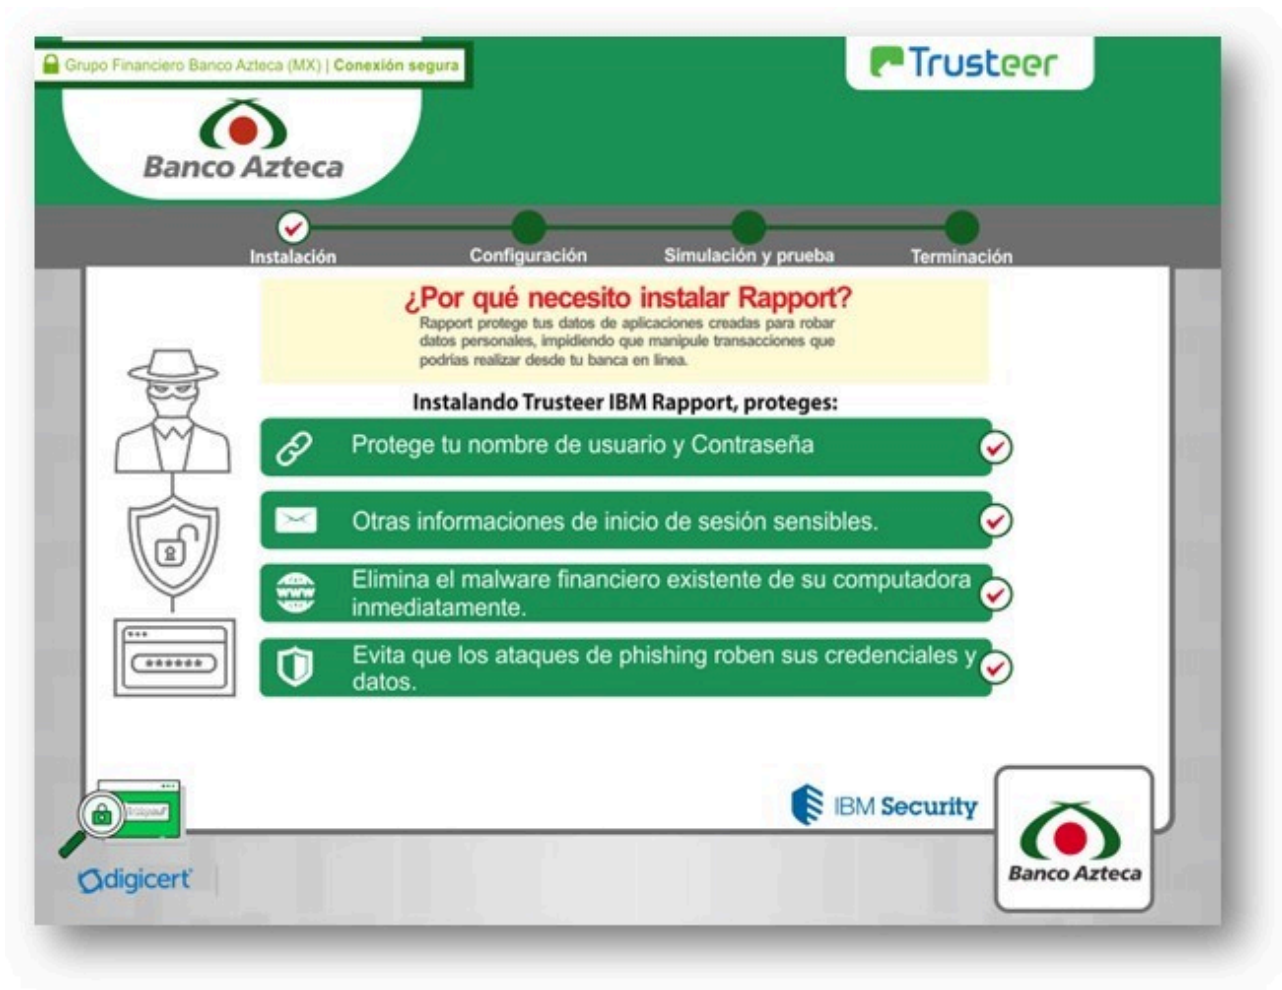 Grupo Financiero Banco Azteca (MX) | Conexión segura
Trusteer
Banco Azteca
Instalación
Configuración
Simulación y prueba
Terminación
¿Por qué necesito instalar Rapport?
Rapport protege tus datos de aplicaciones creadas para robar
datos personales, impidiendo que manipule transacciones que
podrías realizar desde tu banca en línea.
Instalando Trusteer IBM Rapport, proteges:
Protege tu nombre de usuario y Contraseña
Otras informaciones de inicio de sesión sensibles.
WWW
Elimina el malware financiero existente de su computadora
inmediatamente.
Evita que los ataques de phishing roben sus credenciales y
datos.
******
IBM Security
Banco Azteca
digicert